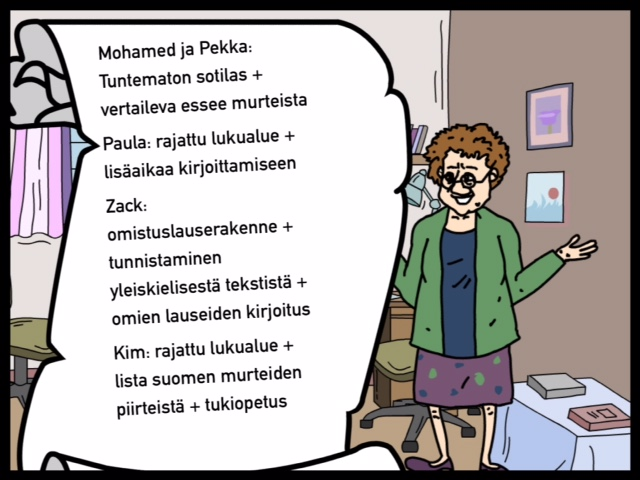 Mohamed ja Pekka:
Tuntematon sotilas +
vertaileva essee murteista
Paula: rajattu lukualue +
lisäaikaa kirjoittamiseen
Zack:
omistuslauserakenne +
tunnistaminen
yleiskielisestä tekstistä +
omien lauseiden kirjoitus
Kim: rajattu lukualue +
lista suomen murteiden
piirteistä + tukiopetus